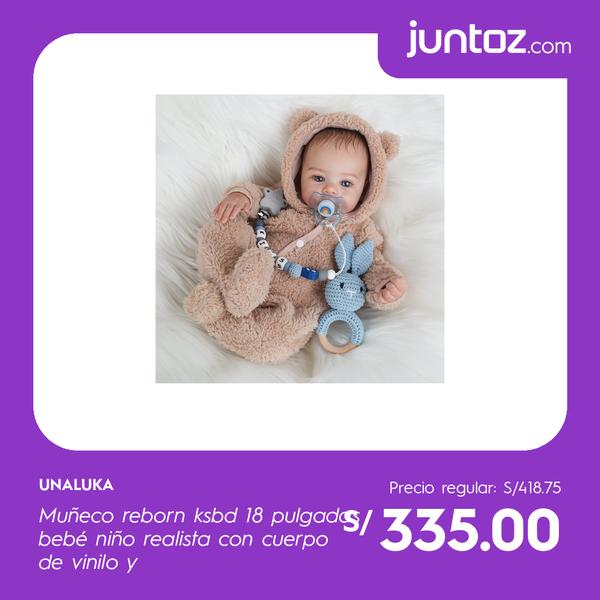 juntoz.com
UNALUKA
Precio regular: S/418.75
Muñeco reborn ksbd 18 pulgadas
S/ 335.00
bebé niño realista con cuerpo
de vinilo y